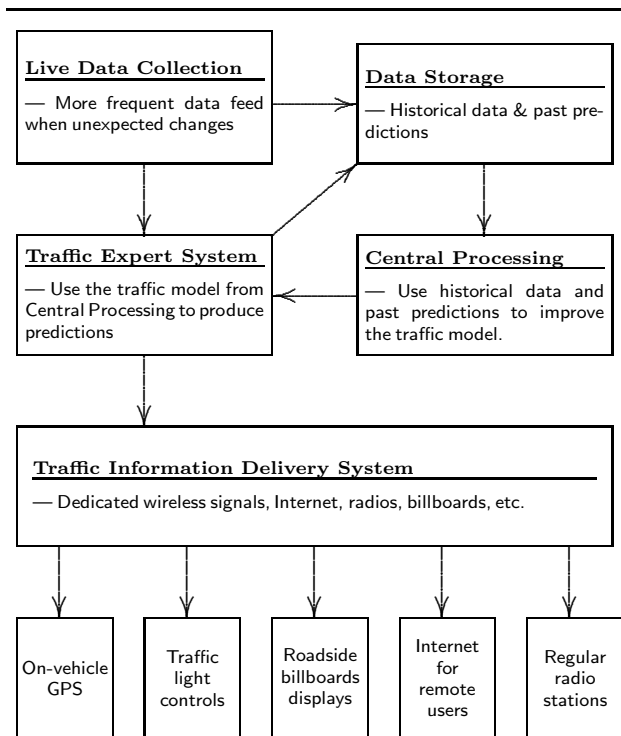 Live Data Collection
— More frequent data feed
when unexpected changes
Data Storage
— Historical data & past pre-
dictions
Traffic Expert System
— Use the traffic model from
Central Processing to produce
predictions
Central Processing
— Use historical data and
past predictions to improve
the traffic model.
Traffic Information Delivery System
— Dedicated wireless signals, Internet, radios, billboards, etc.
On-vehicle
GPS
Traffic
light
controls
Roadside
billboards
displays
Internet
for
remote
users
Regular
radio
stations